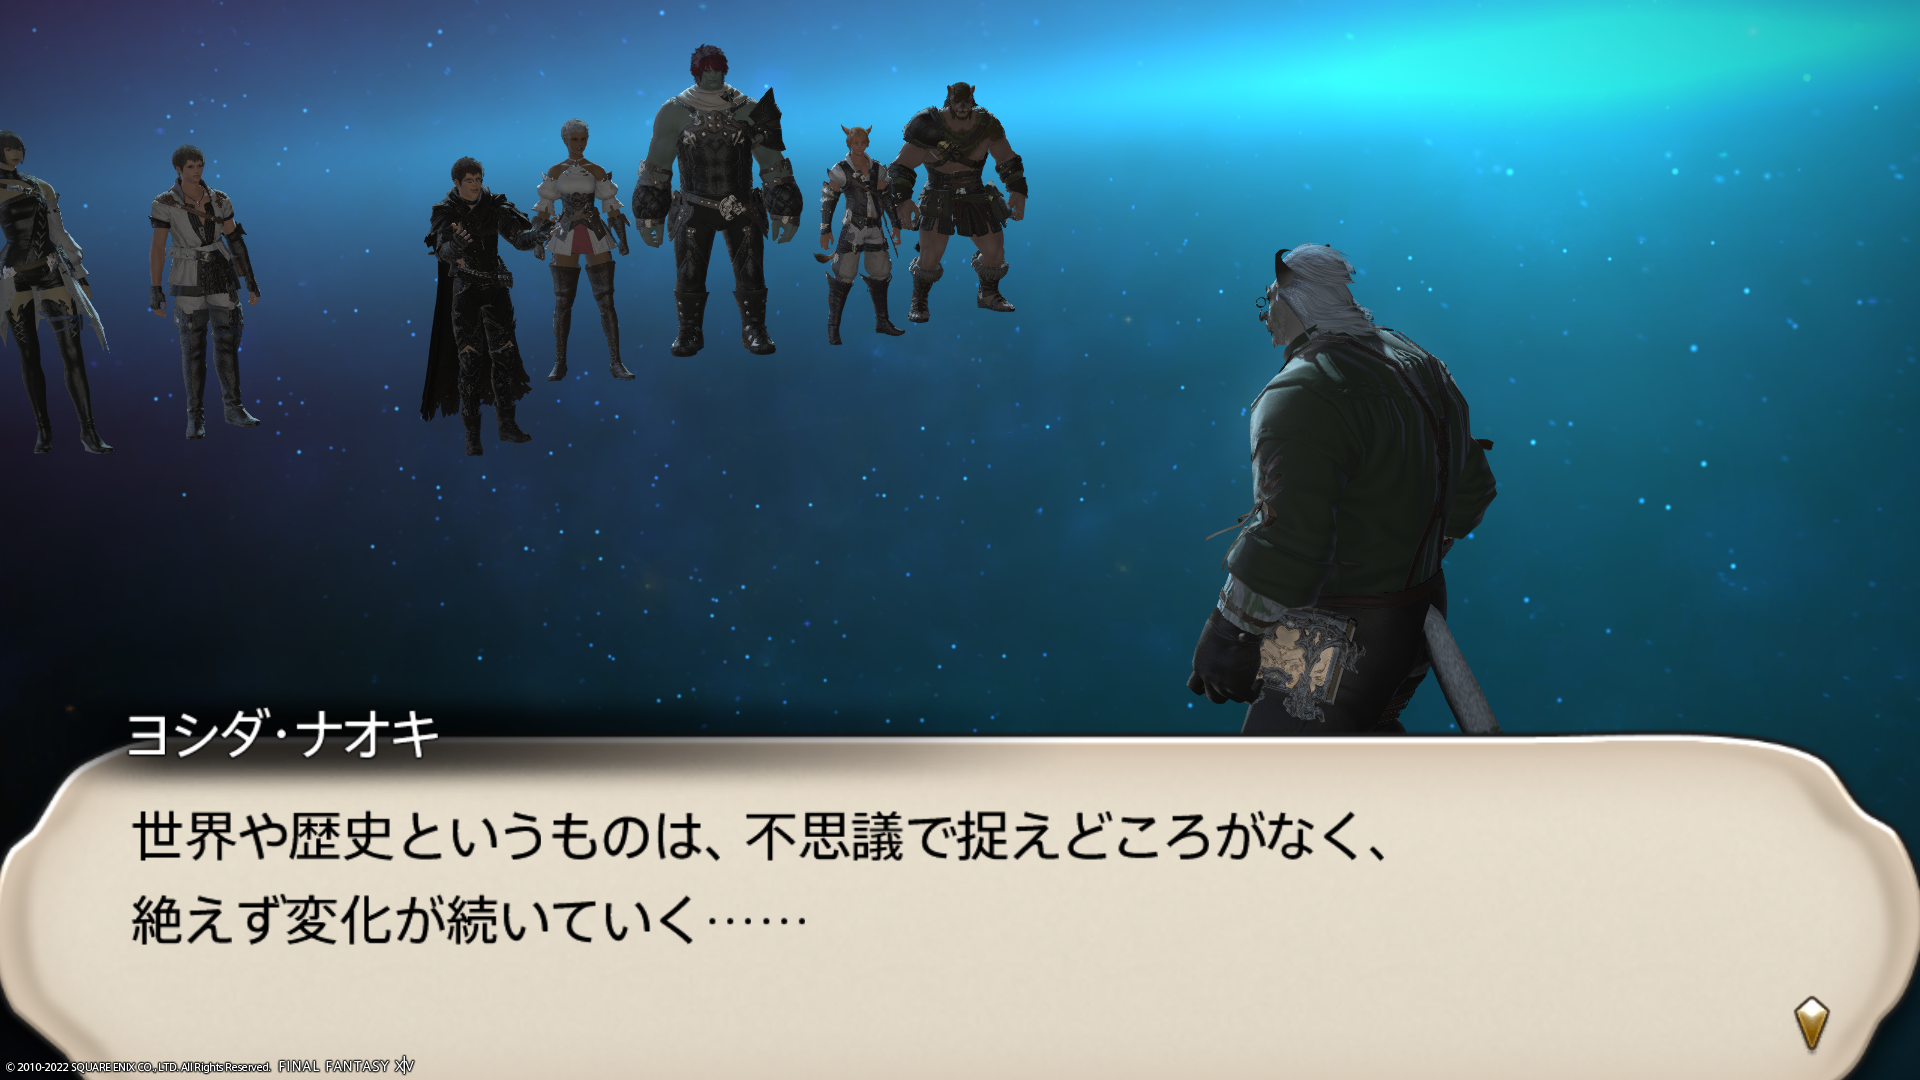 ヨシダ・ナオキ
世界や歴史というものは、不思議で捉えどころがなく、
絶えず変化が続いていく……
© 2010-2022 SQUARE ENIX CO., LTD. All Rights Reserved. FINAL FANTASY XIV